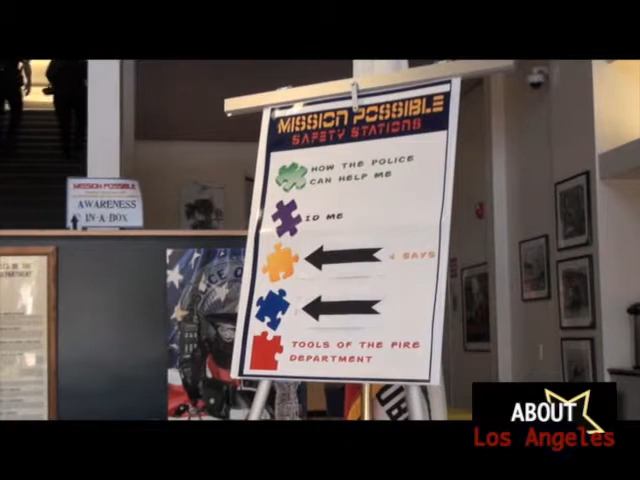 MISSION POSSIBLE
SAFETY STATIONS
HOW THE POLICE
CAN HELP ME
ID ME
SAYS
TOOLS OF THE FIRE
DEPARTMENT
MISSION POSSIBLE
AWARENESS
IN-A-BOX
POLICE
ABOUT
Los Angeles